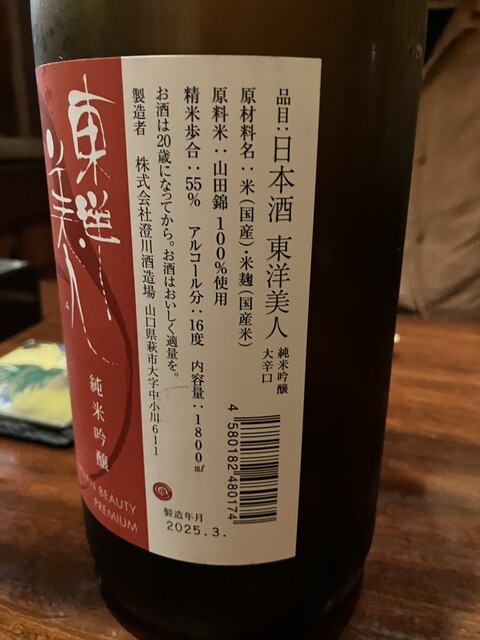 品目：日本酒 東洋美人 純米吟醸
大辛口
原材料名：米（国産）・米麹（国産米）
原料米：山田錦100%使用
精米歩合：55% アルコール分：16度 内容量：1800㎖
お酒は20歳になってから。お酒はおいしく適量を。
製造者 株式会社澄川酒造場 山口県萩市大字中小川611
4 580182 480174
製造年月
2025.3.
東洋美人
純米吟醸
BEAUTY
PREMIUM